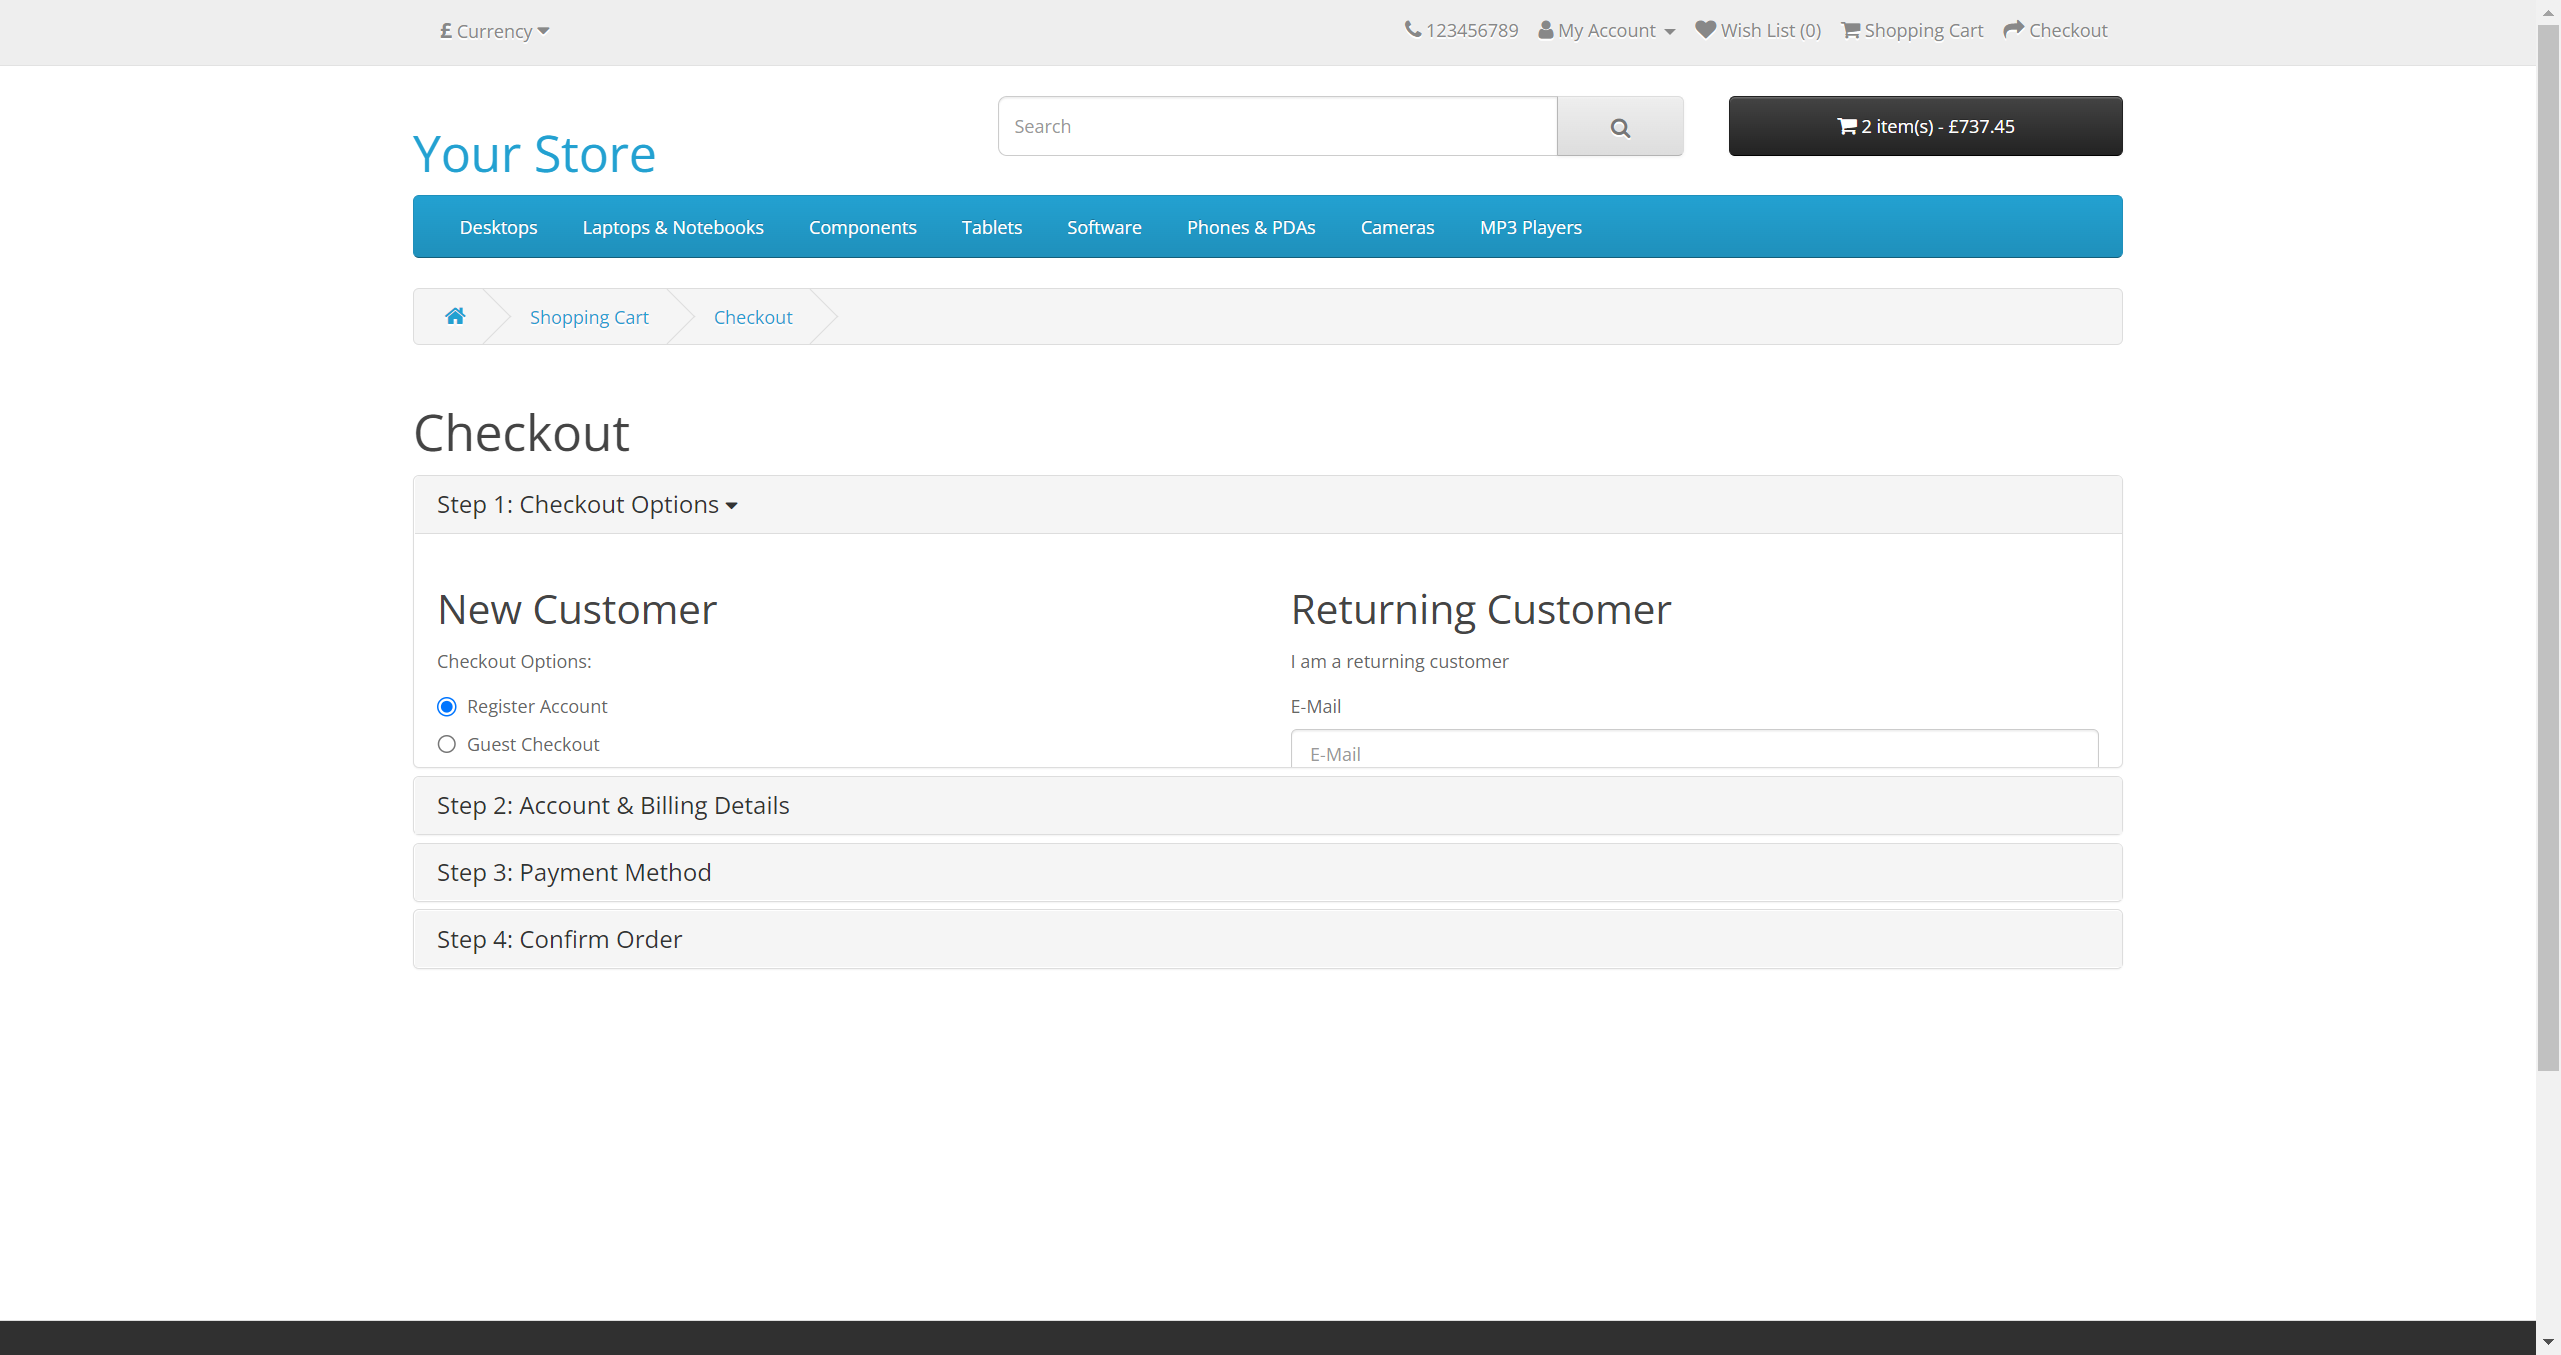 £ Currency
123456789 My Account Wish List (0) Shopping Cart Checkout
Your Store
Search
2 item(s) - £737.45
Desktops Laptops & Notebooks Components Tablets Software Phones & PDAs Cameras MP3 Players
Shopping Cart Checkout
Checkout
Step 1: Checkout Options
New Customer
Checkout Options:
Register Account
Guest Checkout
Returning Customer
I am a returning customer
E-Mail
E-Mail
Step 2: Account & Billing Details
Step 3: Payment Method
Step 4: Confirm Order